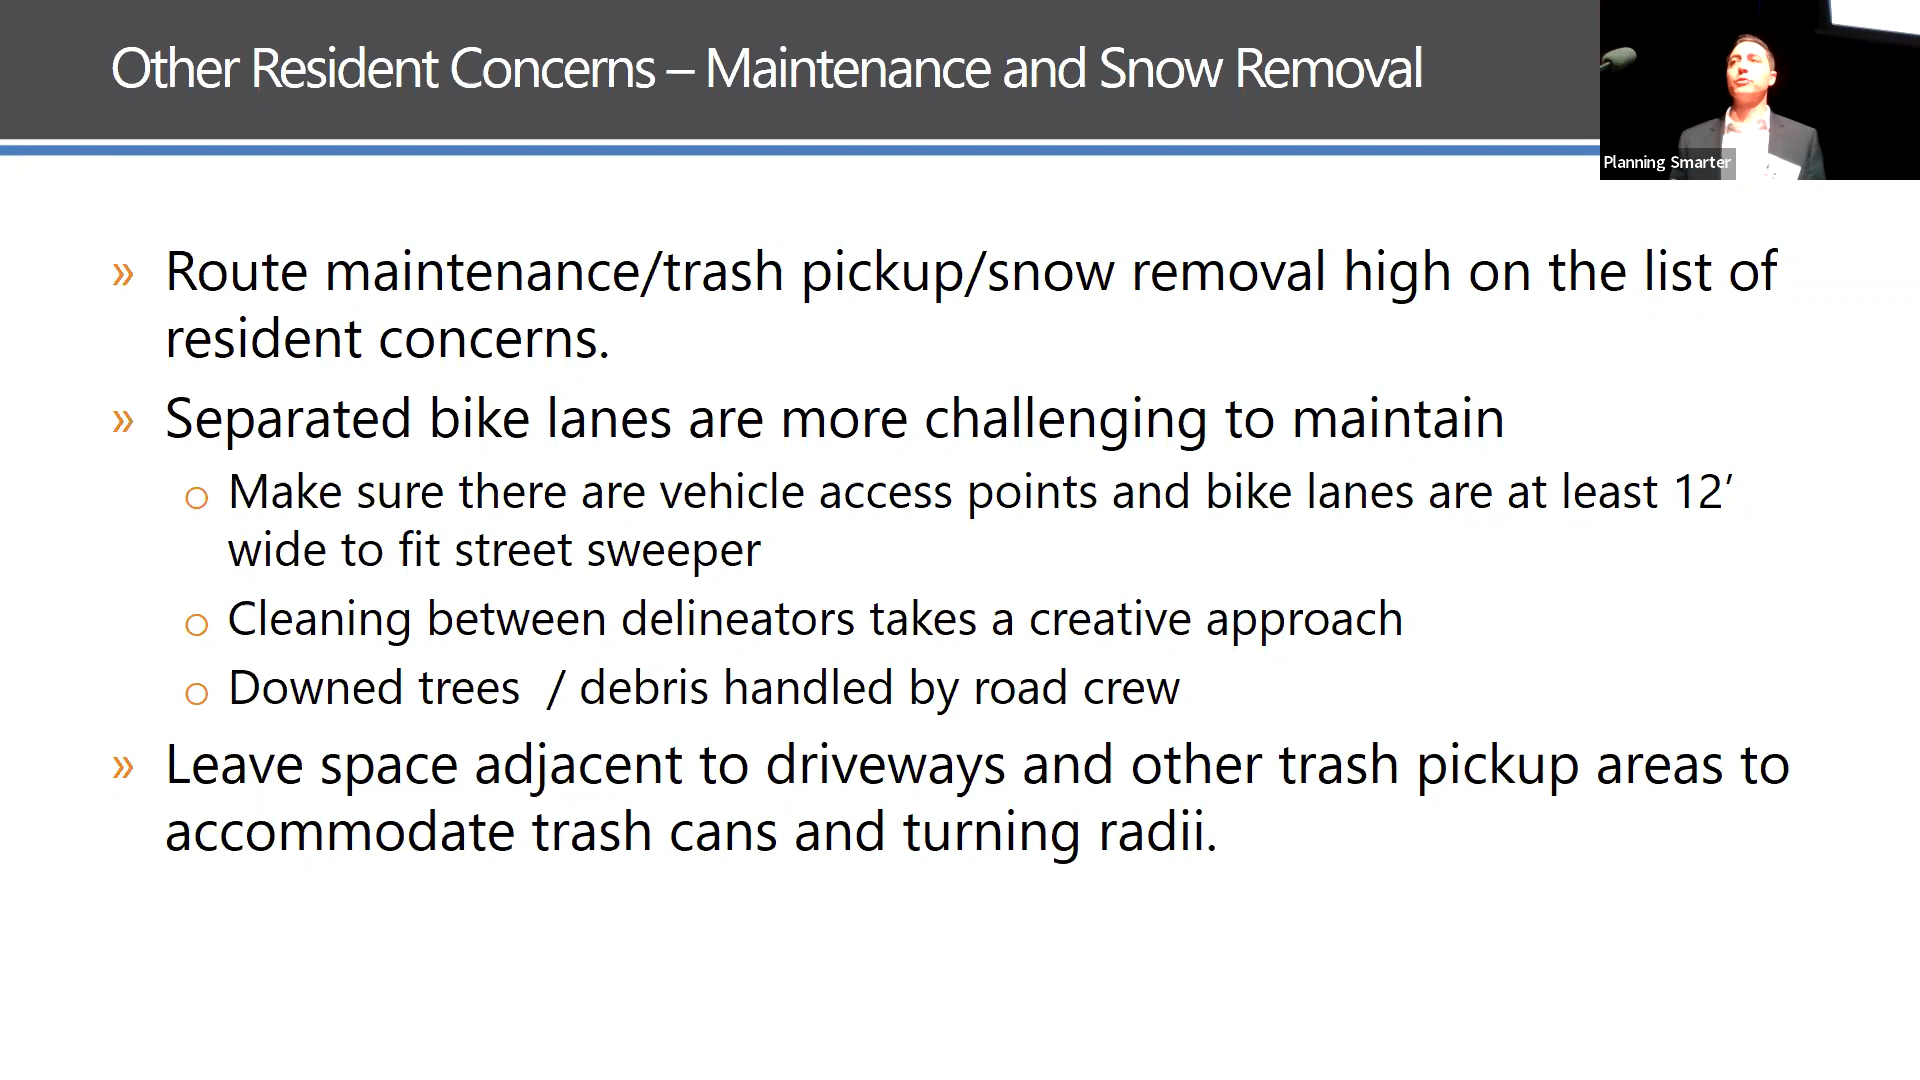 Other Resident Concerns – Maintenance and Snow Removal
Planning Smarter
» Route maintenance/trash pickup/snow removal high on the list of
resident concerns.
» Separated bike lanes are more challenging to maintain
o Make sure there are vehicle access points and bike lanes are at least 12’
wide to fit street sweeper
o Cleaning between delineators takes a creative approach
o Downed trees  / debris handled by road crew
» Leave space adjacent to driveways and other trash pickup areas to
accommodate trash cans and turning radii.